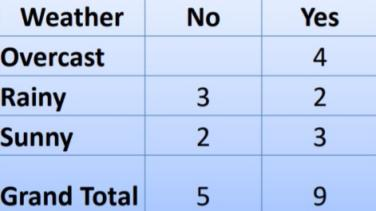 Weather No Yes
Overcast 4
Rainy 3 2
Sunny 2 3
Grand Total 5 9